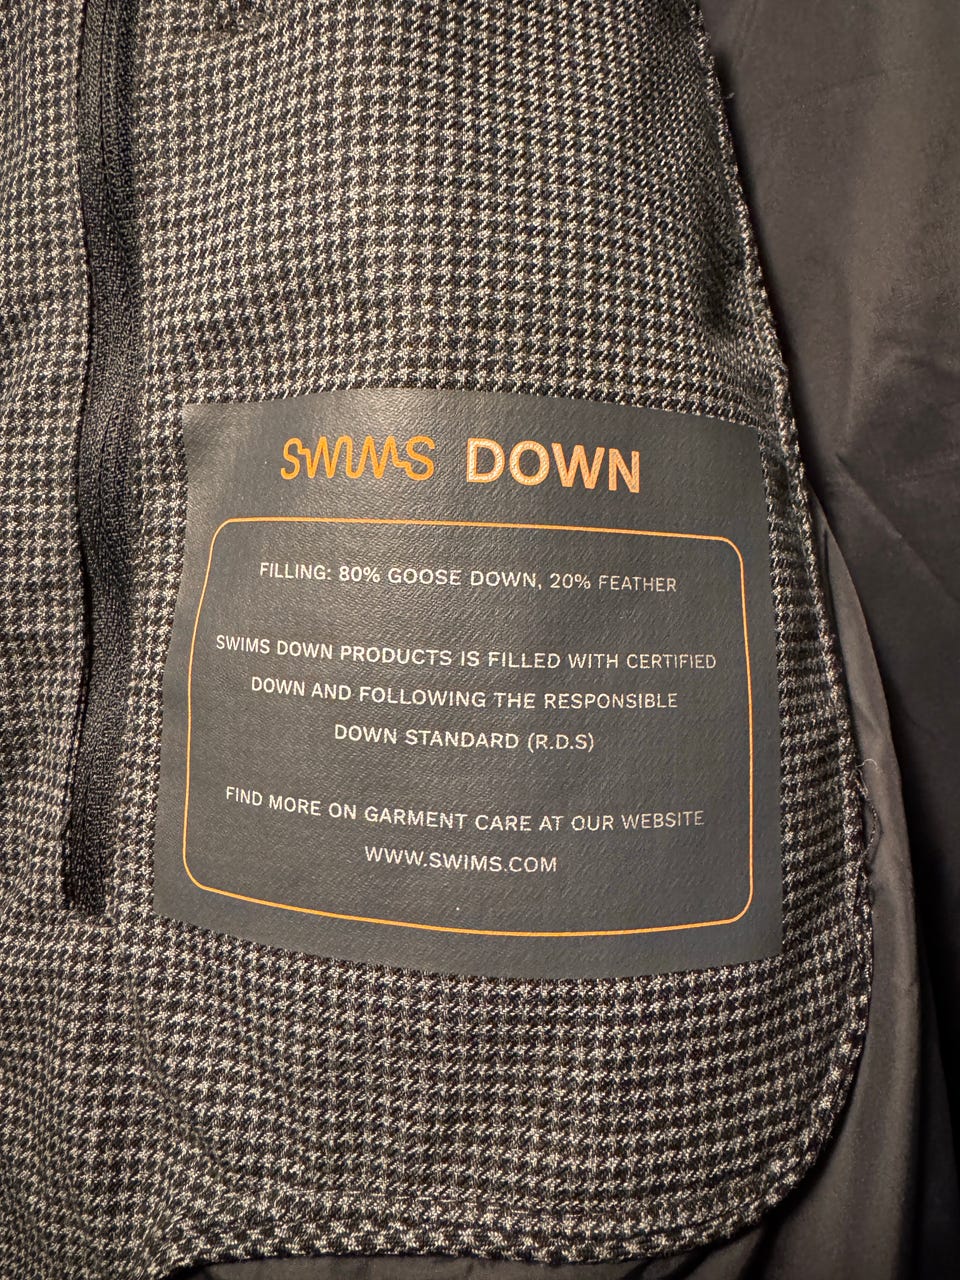 SWIMS DOWN
FILLING: 80% GOOSE DOWN, 20% FEATHER
SWIMS DOWN PRODUCTS IS FILLED WITH CERTIFIED
DOWN AND FOLLOWING THE RESPONSIBLE
DOWN STANDARD (R.D.S)
FIND MORE ON GARMENT CARE AT OUR WEBSITE
WWW.SWIMS.COM